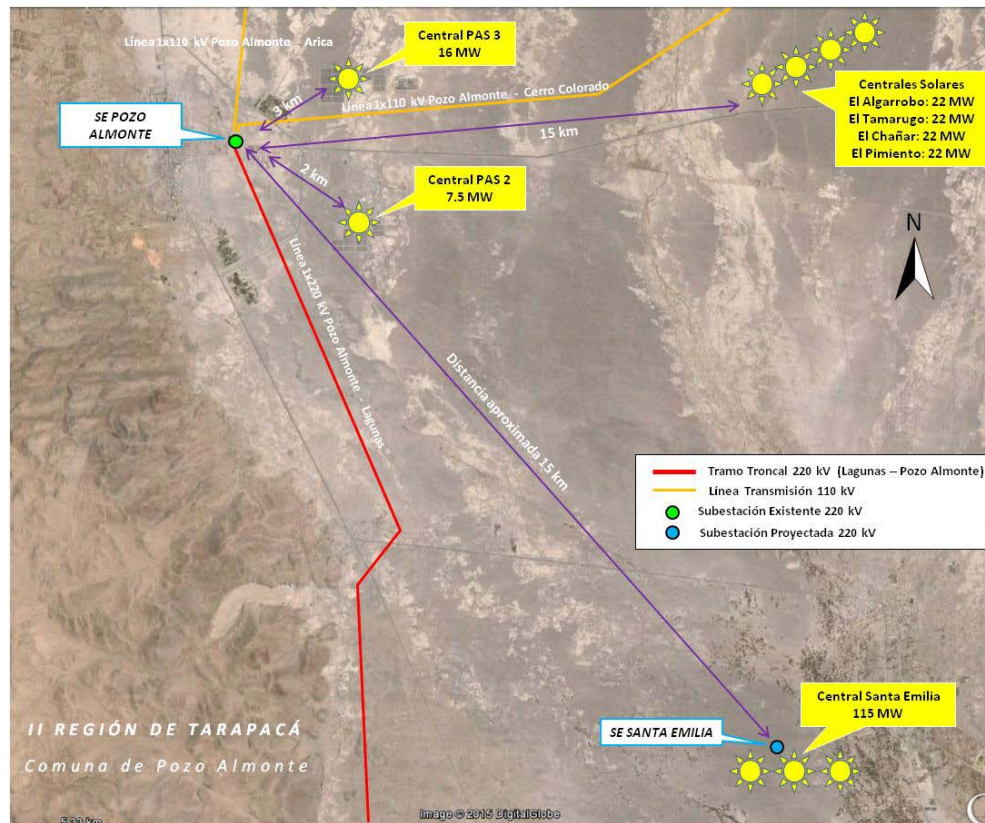 Línea 1x110 kV Pozo Almonte - Arica
Central PAS 3
16 MW
3 km
Línea 1x110 kV Pozo Almonte - Cerro Colorado
SE POZO
ALMONTE
15 km
Centrales Solares
El Algarrobo: 22 MW
El Tamarugo: 22 MW
El Chañar: 22 MW
El Pimiento: 22 MW
2 km
Central PAS 2
7.5 MW
N
Línea 1x220 kV Pozo Almonte - Lagunas
Distancia aproximada 15 km
Tramo Troncal 220 kV (Lagunas – Pozo Almonte)
Línea Transmisión 110 kV
Subestación Existente 220 kV
Subestación Proyectada 220 kV
Central Santa Emilia
115 MW
SE SANTA EMILIA
II REGIÓN DE TARAPACÁ
Comuna de Pozo Almonte
Image © 2015 DigitalGlobe
5.33 km